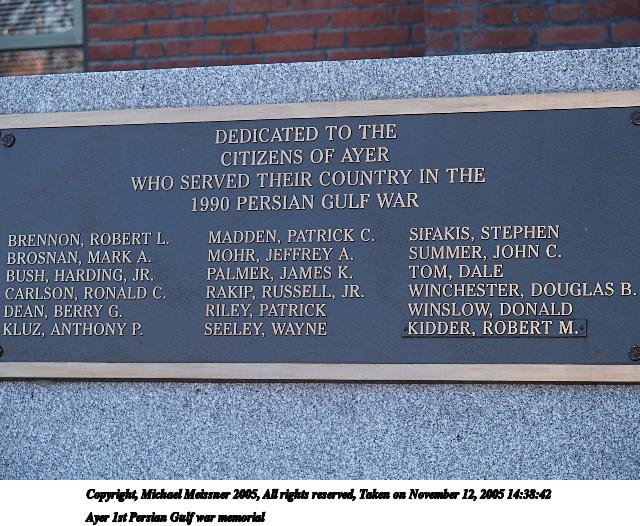 DEDICATED TO THE
CITIZENS OF AYER
WHO SERVED THEIR COUNTRY IN THE
1990 PERSIAN GULF WAR
BRENNON, ROBERT L.
BROSNAN, MARK A.
BUSH, HARDING, JR.
CARLSON, RONALD C.
DEAN, BERRY G.
KLUZ, ANTHONY P.
MADDEN, PATRICK C.
MOHR, JEFFREY A.
PALMER, JAMES K.
RAKIP, RUSSELL, JR.
RILEY, PATRICK
SEELEY, WAYNE
SIFAKIS, STEPHEN
SUMMER, JOHN C.
TOM, DALE
WINCHESTER, DOUGLAS B.
WINSLOW, DONALD
KIDDER, ROBERT M.
Copyright, Michael Meissner 2005, All rights reserved, Taken on November 12, 2005 14:38:42
Ayer 1st Persian Gulf war memorial